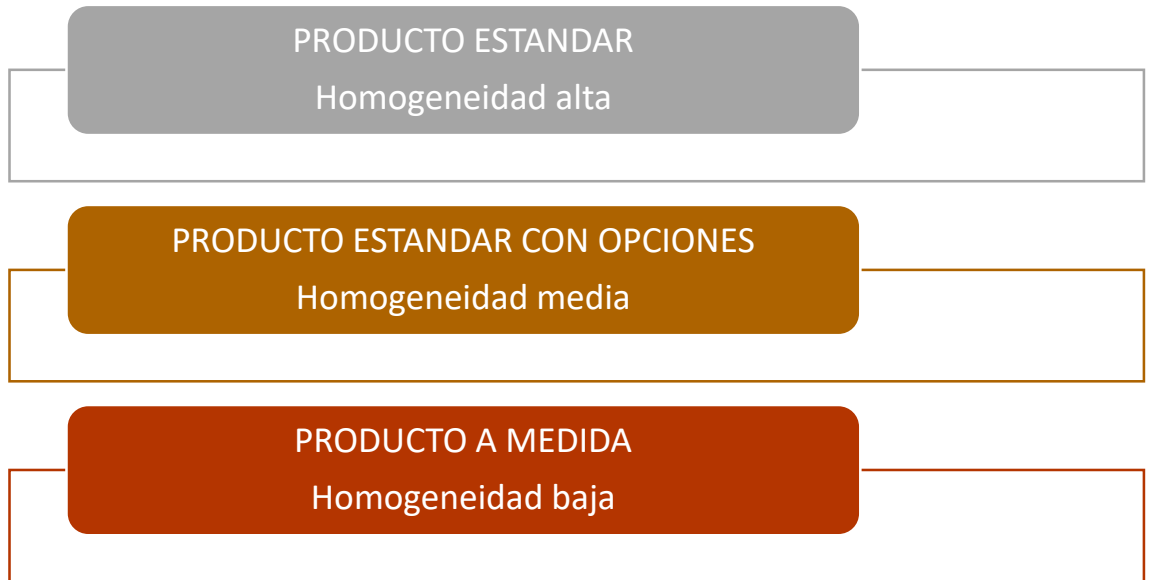 PRODUCTO ESTANDAR
Homogeneidad alta
PRODUCTO ESTANDAR CON OPCIONES
Homogeneidad media
PRODUCTO A MEDIDA
Homogeneidad baja